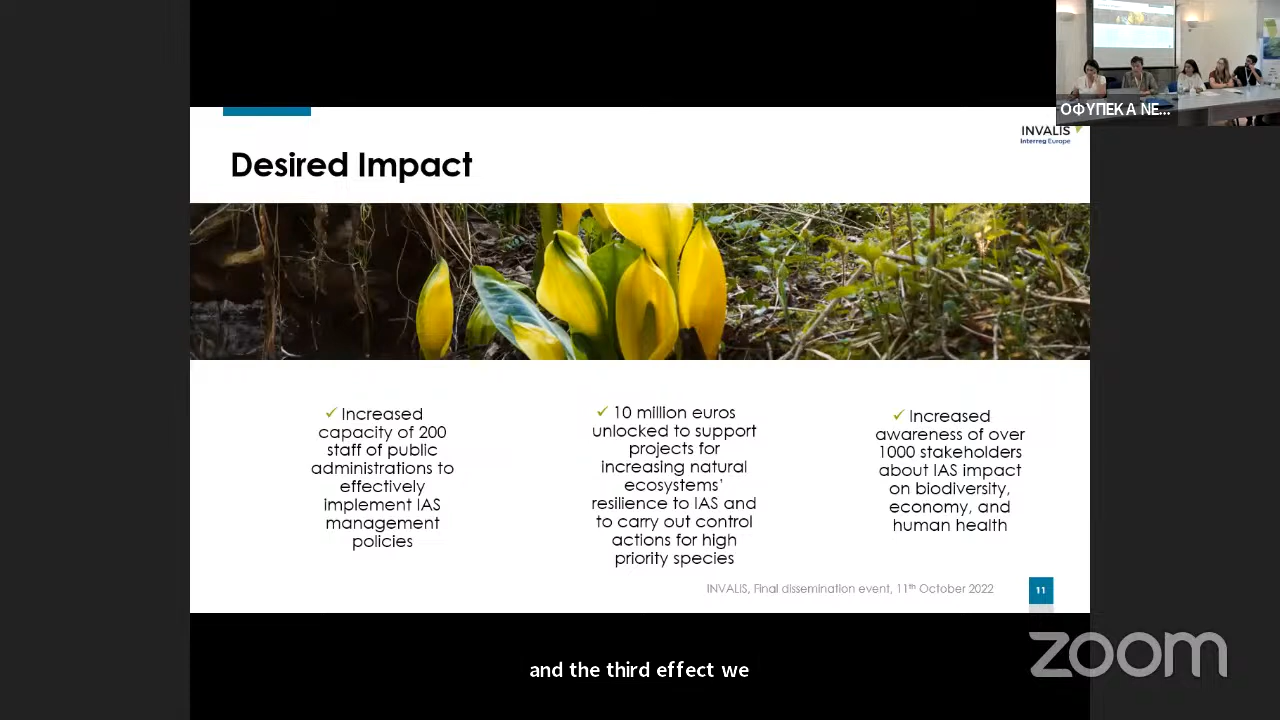 ΟΦΥΠΕΚΑ ΝΕ...
INVALIS
Interreg Europe
Desired Impact
✓ Increased
capacity of 200
staff of public
administrations to
effectively
implement IAS
management
policies
✓ 10 million euros
unlocked to support
projects for
increasing natural
ecosystems’
resilience to IAS and
to carry out control
actions for high
priority species
✓ Increased
awareness of over
1000 stakeholders
about IAS impact
on biodiversity,
economy, and
human health
INVALIS, Final dissemination event, 11th October 2022
11
zoom
and the third effect we